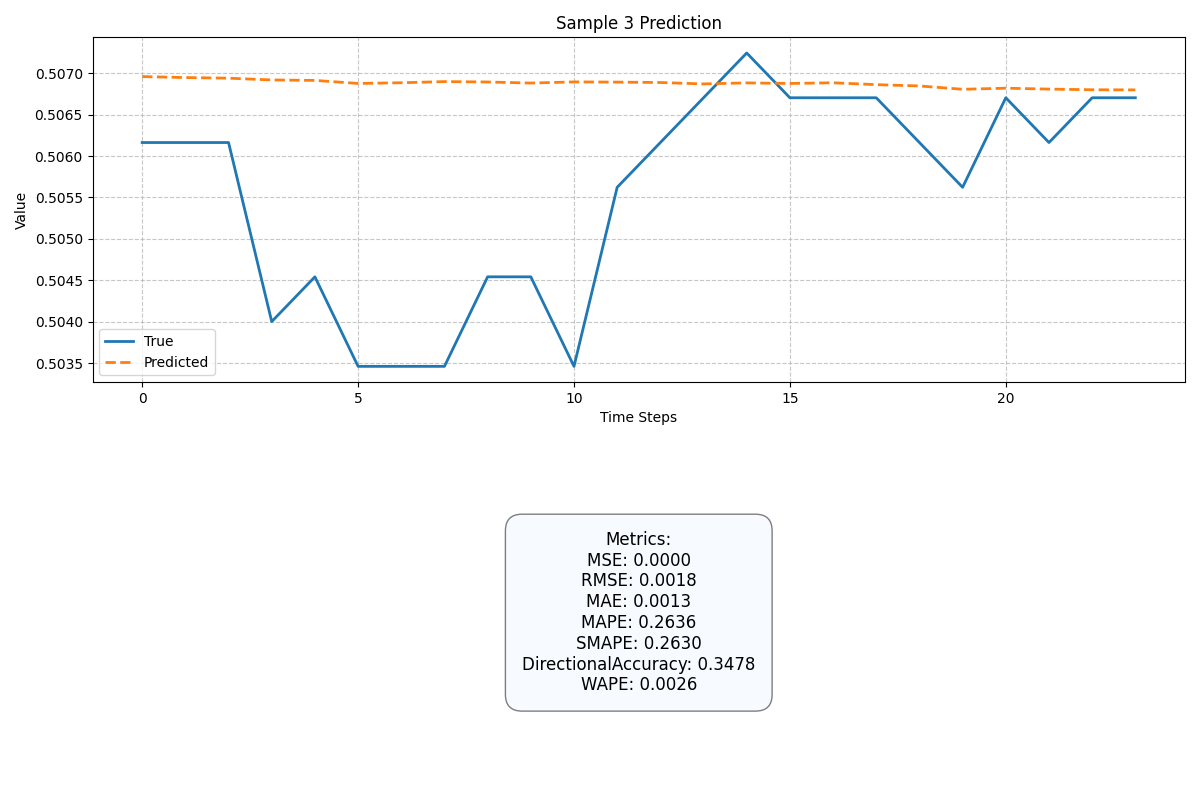 Sample 3 Prediction
Value
0.5070
0.5065
0.5060
0.5055
0.5050
0.5045
0.5040
0.5035
True
Predicted
0 5 10 15 20
Time Steps
Metrics:
MSE: 0.0000
RMSE: 0.0018
MAE: 0.0013
MAPE: 0.2636
SMAPE: 0.2630
DirectionalAccuracy: 0.3478
WAPE: 0.0026